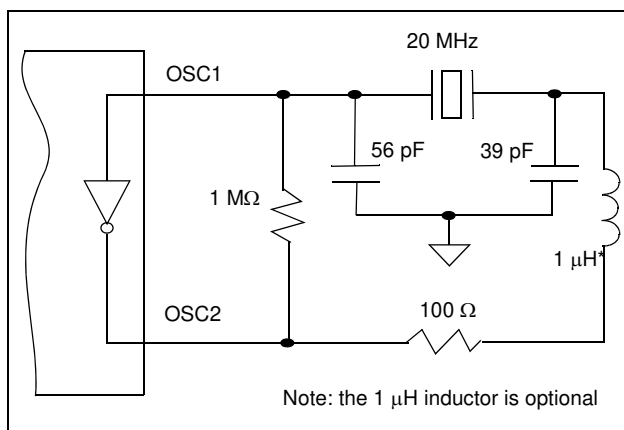 20 MHz
OSC1
56 pF
39 pF
1 MΩ
1 μH*
OSC2
100 Ω
Note: the 1 μH inductor is optional